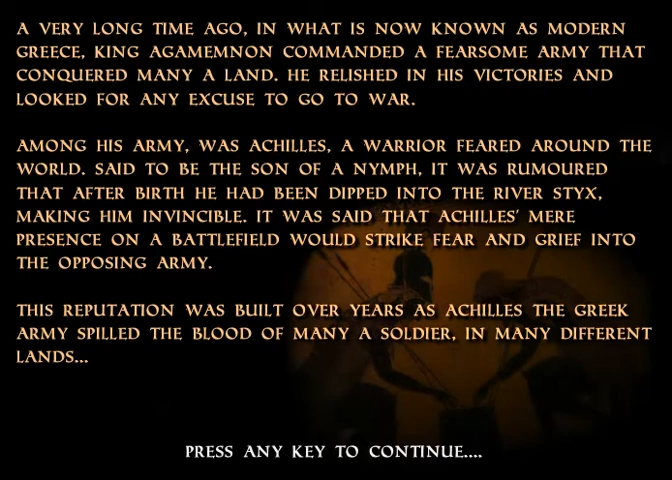 A VERY LONG TIME AGO, IN WHAT IS NOW KNOWN AS MODERN
GREECE, KING AGAMEMNON COMMANDED A FEARSOME ARMY THAT
CONQUERED MANY A LAND. HE RELISHED IN HIS VICTORIES AND
LOOKED FOR ANY EXCUSE TO GO TO WAR.
AMONG HIS ARMY, WAS ACHILLES, A WARRIOR FEARED AROUND THE
WORLD. SAID TO BE THE SON OF A NYMPH, IT WAS RUMOURED
THAT AFTER BIRTH HE HAD BEEN DIPPED INTO THE RIVER STYX,
MAKING HIM INVINCIBLE. IT WAS SAID THAT ACHILLES' MERE
PRESENCE ON A BATTLEFIELD WOULD STRIKE FEAR AND GRIEF INTO
THE OPPOSING ARMY.
THIS REPUTATION WAS BUILT OVER YEARS AS ACHILLES THE GREEK
ARMY SPILLED THE BLOOD OF MANY A SOLDIER, IN MANY DIFFERENT
LANDS...
PRESS ANY KEY TO CONTINUE....